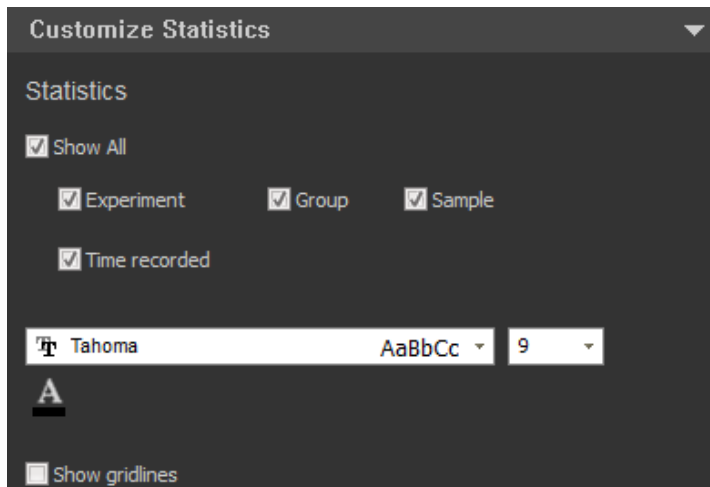 Customize Statistics
Statistics
Show All
Experiment Group Sample
Time recorded
Tahoma AaBbCc 9
A
Show gridlines